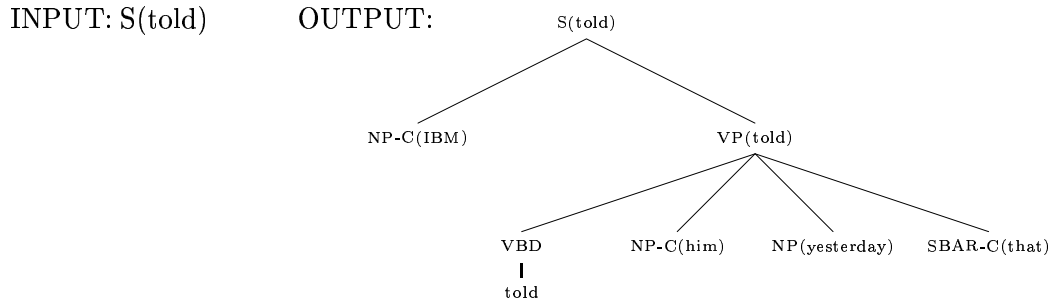 INPUT: S(told) OUTPUT: S(told)
NP-C(IBM) VP(told)
VBD NP-C(him) NP(yesterday) SBAR-C(that)
told